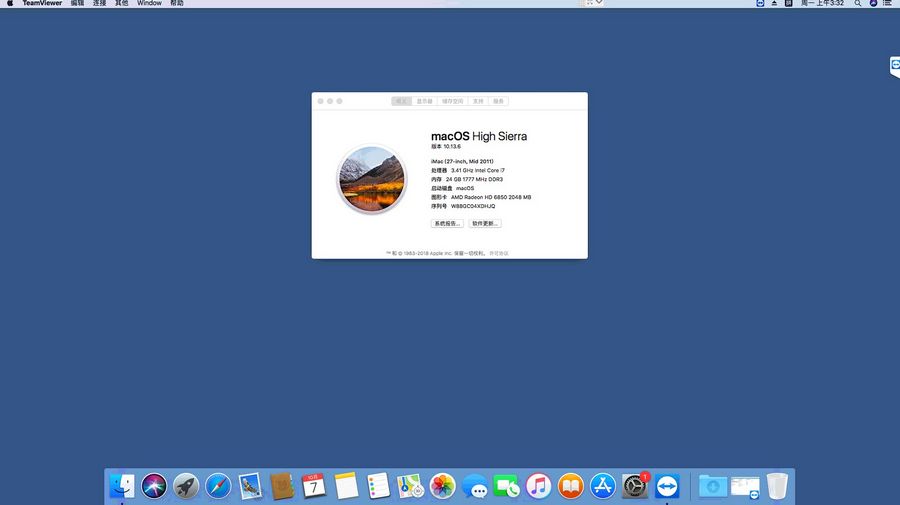 TeamViewer 编辑 连接 其他 Window 帮助
周一 上午3:32
概览 显示器 储存空间 支持 服务
macOS High Sierra
版本 10.13.6
iMac (27-inch, Mid 2011)
处理器 3.41 GHz Intel Core i7
内存 24 GB 1777 MHz DDR3
启动磁盘 macOS
图形卡 AMD Radeon HD 6850 2048 MB
序列号 W88GC04XDHJQ
系统报告... 软件更新...
™ 和 © 1983-2018 Apple Inc. 保留一切权利。 许可协议
10月
7
1